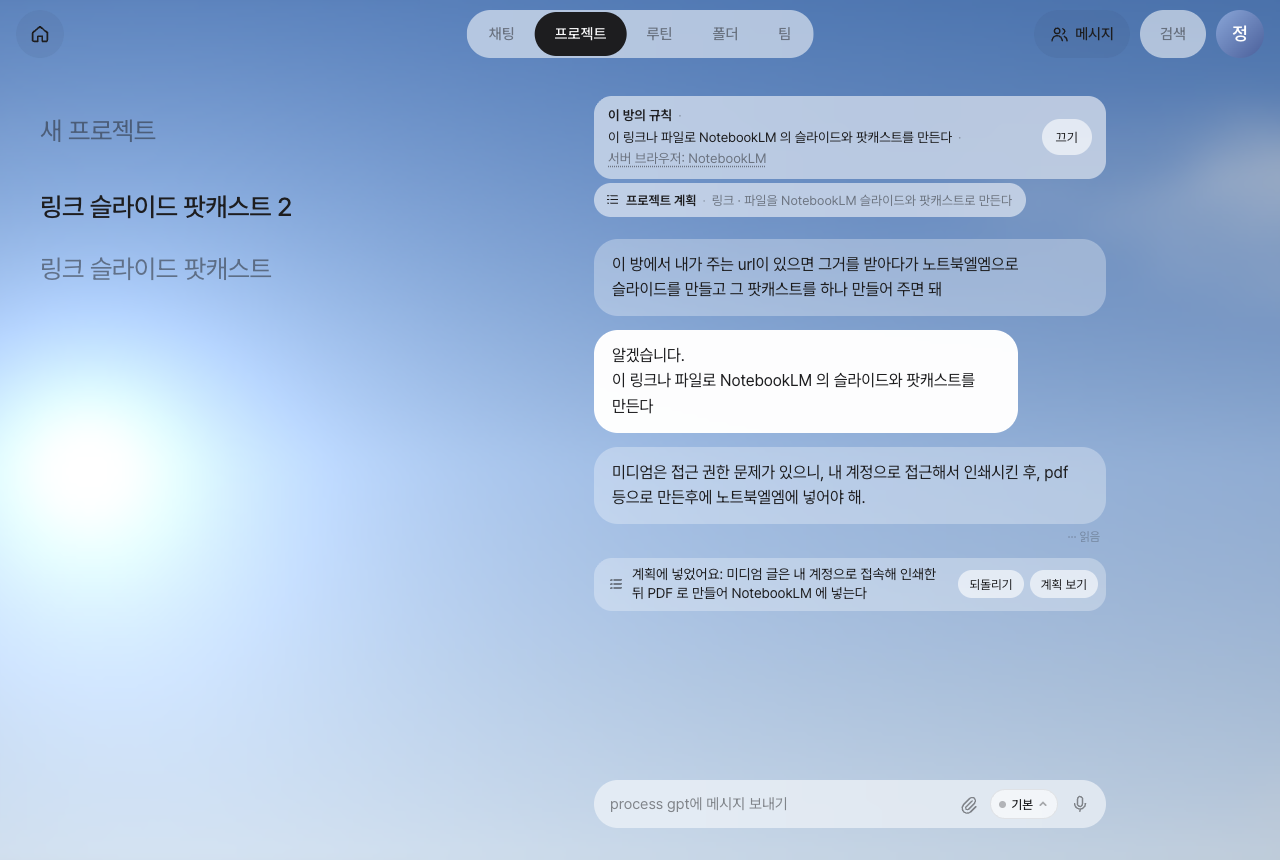 채팅
프로젝트
루틴
폴더
팀
메시지
검색
정
새 프로젝트
링크 슬라이드 팟캐스트 2
링크 슬라이드 팟캐스트
이 방의 규칙 ·
이 링크나 파일로 NotebookLM 의 슬라이드와 팟캐스트를 만든다 ·
서버 브라우저: NotebookLM
끄기
프로젝트 계획 · 링크 · 파일을 NotebookLM 슬라이드와 팟캐스트로 만든다
이 방에서 내가 주는 url이 있으면 그거를 받아다가 노트북엘엠으로
슬라이드를 만들고 그 팟캐스트를 하나 만들어 주면 돼
알겠습니다.
이 링크나 파일로 NotebookLM 의 슬라이드와 팟캐스트를
만든다
미디엄은 접근 권한 문제가 있으니, 내 계정으로 접근해서 인쇄시킨 후, pdf
등으로 만든후에 노트북엘엠에 넣어야 해.
··· 읽음
계획에 넣었어요: 미디엄 글은 내 계정으로 접속해 인쇄한
뒤 PDF 로 만들어 NotebookLM 에 넣는다
되돌리기
계획 보기
process gpt에 메시지 보내기
기본